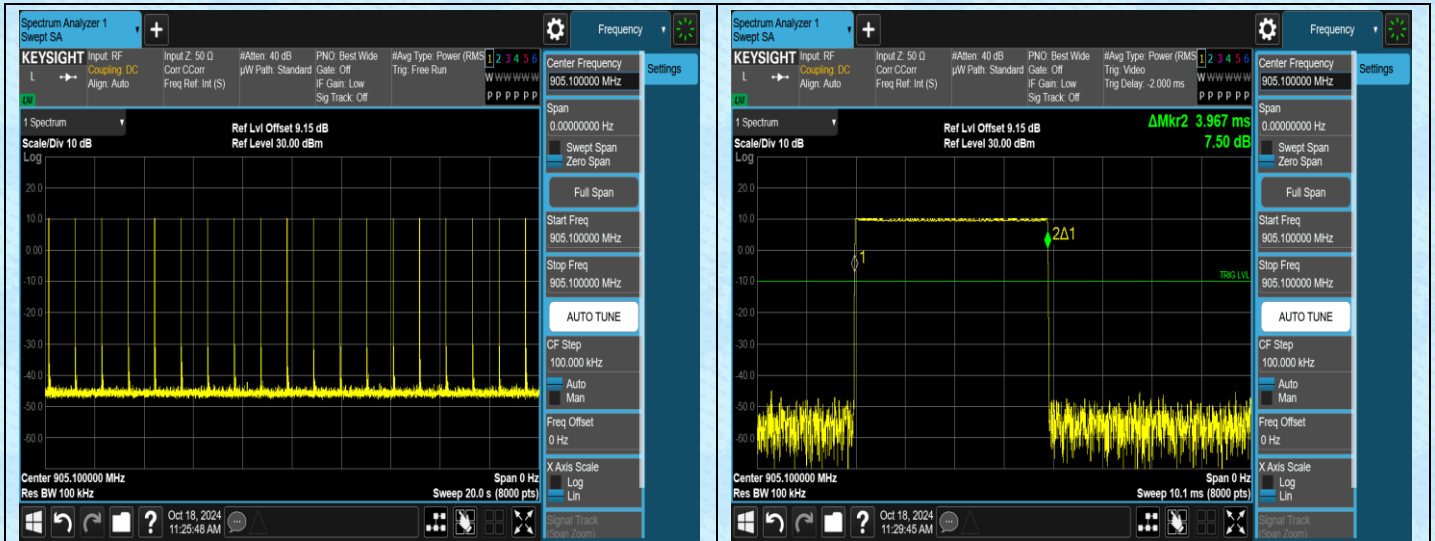 Spectrum Analyzer 1
Swept SA
Frequency
KEYSIGHT
L
LXI
Input: RF
Coupling: DC
Align: Auto
Input Z: 50 Ω
Corr CCorr
Freq Ref: Int (S)
#Atten: 40 dB
µW Path: Standard
PNO: Best Wide
Gate: Off
IF Gain: Low
Sig Track: Off
#Avg Type: Power (RMS
Trig: Free Run
1 2 3 4 5 6
W W W W W W
P P P P P P
Center Frequency
905.100000 MHz
Settings
Span
0.00000000 Hz
Swept Span
Zero Span
Full Span
Start Freq
905.100000 MHz
Stop Freq
905.100000 MHz
AUTO TUNE
CF Step
100.000 kHz
Auto
Man
Freq Offset
0 Hz
X Axis Scale
Log
Lin
Signal Track
(Span Zoom)
1 Spectrum
Scale/Div 10 dB
Log
Ref Lvl Offset 9.15 dB
Ref Level 30.00 dBm
20.0
10.0
0.00
-10.0
-20.0
-30.0
-40.0
-50.0
-60.0
Center 905.100000 MHz
Res BW 100 kHz
Span 0 Hz
Sweep 20.0 s (8000 pts)
?
Oct 18, 2024
11:25:48 AM
Spectrum Analyzer 1
Swept SA
Frequency
KEYSIGHT
L
LXI
Input: RF
Coupling: DC
Align: Auto
Input Z: 50 Ω
Corr CCorr
Freq Ref: Int (S)
#Atten: 40 dB
µW Path: Standard
PNO: Best Wide
Gate: Off
IF Gain: Low
Sig Track: Off
#Avg Type: Power (RMS
Trig: Video
Trig Delay: -2.000 ms
1 2 3 4 5 6
W W W W W W
P P P P P P
Center Frequency
905.100000 MHz
Settings
Span
0.00000000 Hz
Swept Span
Zero Span
Full Span
Start Freq
905.100000 MHz
Stop Freq
905.100000 MHz
AUTO TUNE
CF Step
100.000 kHz
Auto
Man
Freq Offset
0 Hz
X Axis Scale
Log
Lin
Signal Track
(Span Zoom)
1 Spectrum
Scale/Div 10 dB
Log
Ref Lvl Offset 9.15 dB
Ref Level 30.00 dBm
ΔMkr2 3.967 ms
7.50 dB
20.0
10.0
0.00
-10.0
-20.0
-30.0
-40.0
-50.0
-60.0
1
2Δ1
TRIG LVL
Center 905.100000 MHz
Res BW 100 kHz
Span 0 Hz
Sweep 10.1 ms (8000 pts)
?
Oct 18, 2024
11:29:45 AM